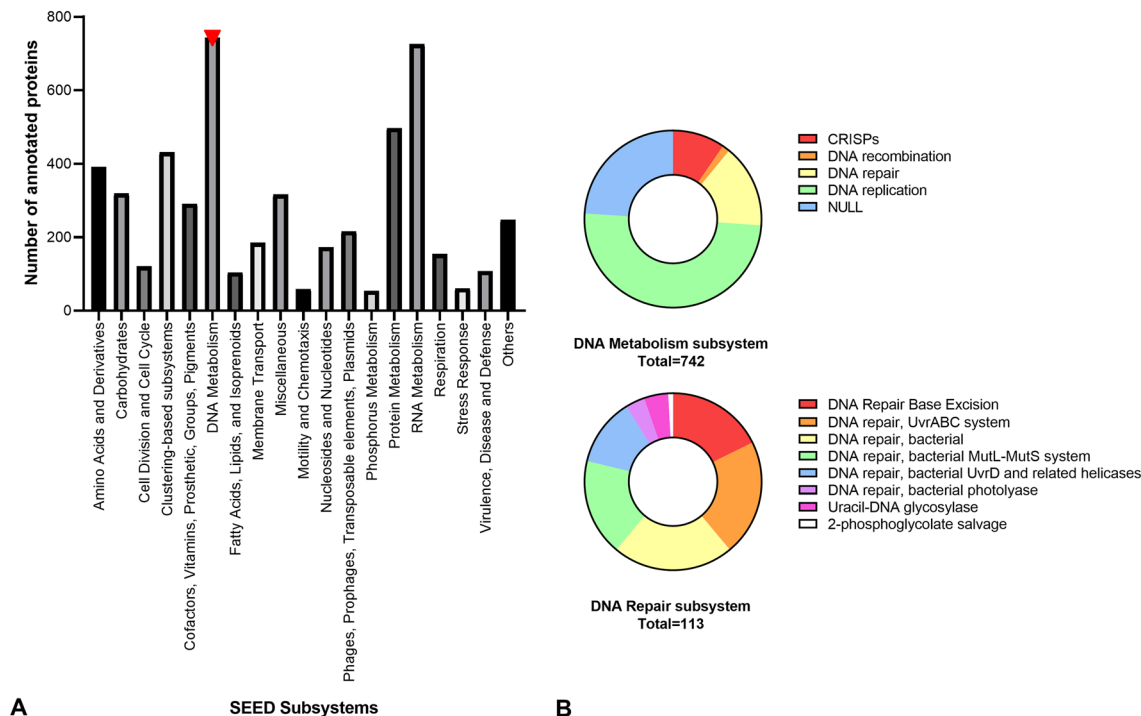 800
600
400
200
0
Number of annotated proteins
Amino Acids and Derivatives
Carbohydrates
Cell Division and Cell Cycle
Clustering-based subsystems
Cofactors, Vitamins, Prosthetic, Groups, Pigments
DNA Metabolism
Fatty Acids, Lipids, and Isoprenoids
Membrane Transport
Miscellaneous
Motility and Chemotaxis
Nucleosides and Nucleotides
Phages, Prophages, Transposable elements, Plasmids
Phosphorus Metabolism
Protein Metabolism
RNA Metabolism
Respiration
Stress Response
Virulence, Disease and Defense
Others
SEED Subsystems
A
CRISPs
DNA recombination
DNA repair
DNA replication
NULL
DNA Metabolism subsystem
Total=742
DNA Repair Base Excision
DNA repair, UvrABC system
DNA repair, bacterial
DNA repair, bacterial MutL-MutS system
DNA repair, bacterial UvrD and related helicases
DNA repair, bacterial photolyase
Uracil-DNA glycosylase
2-phosphoglycolate salvage
DNA Repair subsystem
Total=113
B